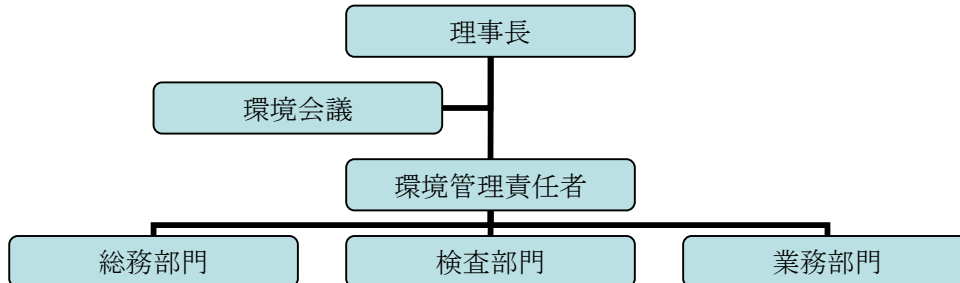 理事長
環境会議
環境管理責任者
総務部門
検査部門
業務部門